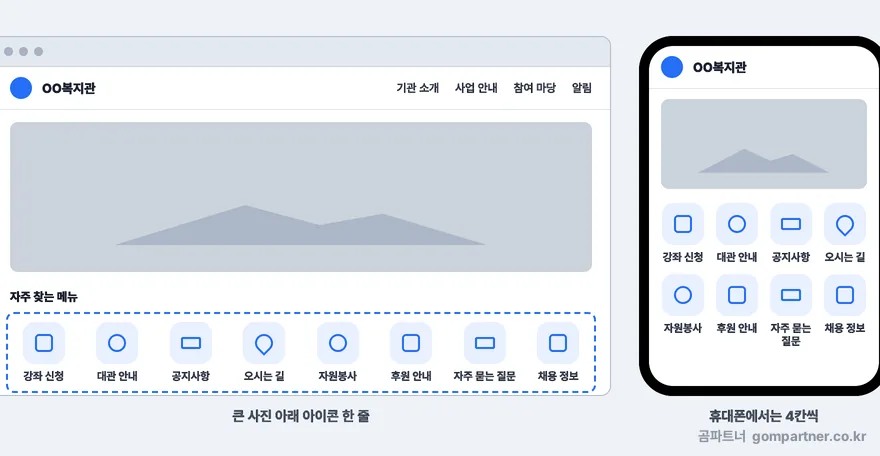 OO복지관
기관 소개 사업 안내 참여 마당 알림
자주 찾는 메뉴
강좌 신청 대관 안내 공지사항 오시는 길 자원봉사 후원 안내 자주 묻는 질문 채용 정보
큰 사진 아래 아이콘 한 줄
OO복지관
강좌 신청 대관 안내 공지사항 오시는 길
자원봉사 후원 안내 자주 묻는 채용 정보
질문
휴대폰에서는 4칸씩
곰파트너 gompartner.co.kr